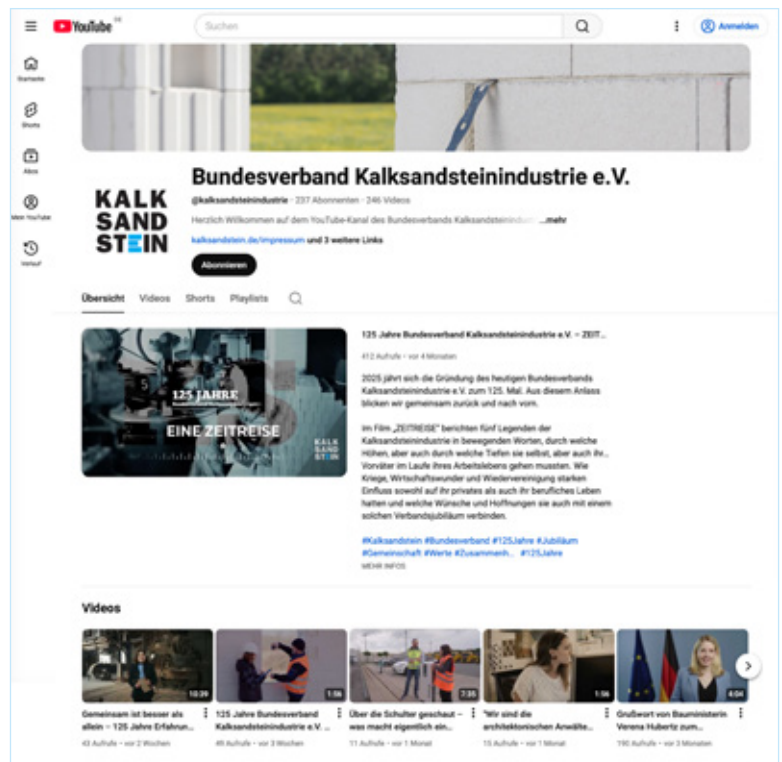 YouTube DE
Suchen
Anmelden
Startseite
Shorts
Abos
Mein YouTube
Verlauf
KALK
SAND
STEIN
Bundesverband Kalksandsteinindustrie e.V.
@kalksandsteinindustrie · 237 Abonnenten · 246 Videos
Herzlich Willkommen auf dem YouTube-Kanal des Bundesverbands Kalksandsteinindust ...mehr
kalksandstein.de/impressum und 3 weitere Links
Abonnieren
Übersicht Videos Shorts Playlists
125 JAHRE
EINE ZEITREISE
KALK
SAND
STEIN
125 Jahre Bundesverband Kalksandsteinindustrie e.V. – ZEIT...
412 Aufrufe • vor 4 Monaten
2025 jährt sich die Gründung des heutigen Bundesverbands
Kalksandsteinindustrie e.V. zum 125. Mal. Aus diesem Anlass
blicken wir gemeinsam zurück und nach vorn.
Im Film „ZEITREISE" berichten fünf Legenden der
Kalksandsteinindustrie in bewegenden Worten, durch welche
Höhen, aber auch durch welche Tiefen sie selbst, aber auch ihr...
Vorväter im Laufe ihres Arbeitslebens gehen mussten. Wie
Kriege, Wirtschaftswunder und Wiedervereinigung starken
Einfluss sowohl auf ihr privates als auch ihr berufliches Leben
hatten und welche Wünsche und Hoffnungen sie auch mit einem
solchen Verbandsjubiläum verbinden.
#Kalksandstein #Bundesverband #125Jahre #Jubiläum
#Gemeinschaft #Werte #Zusammenh... #125Jahre
MEHR INFOS
Videos
10:39
1:56
7:35
1:56
4:04
Gemeinsam ist besser als
allein – 125 Jahre Erfahrun...
43 Aufrufe • vor 2 Wochen
125 Jahre Bundesverband
Kalksandsteinindustrie e.V. ...
49 Aufrufe • vor 3 Wochen
Über die Schulter geschaut –
was macht eigentlich ein...
11 Aufrufe • vor 1 Monat
"Wir sind die
architektonischen Anwälte...
15 Aufrufe • vor 1 Monat
Grußwort von Bauministerin
Verena Hubertz zum...
190 Aufrufe • vor 3 Monaten